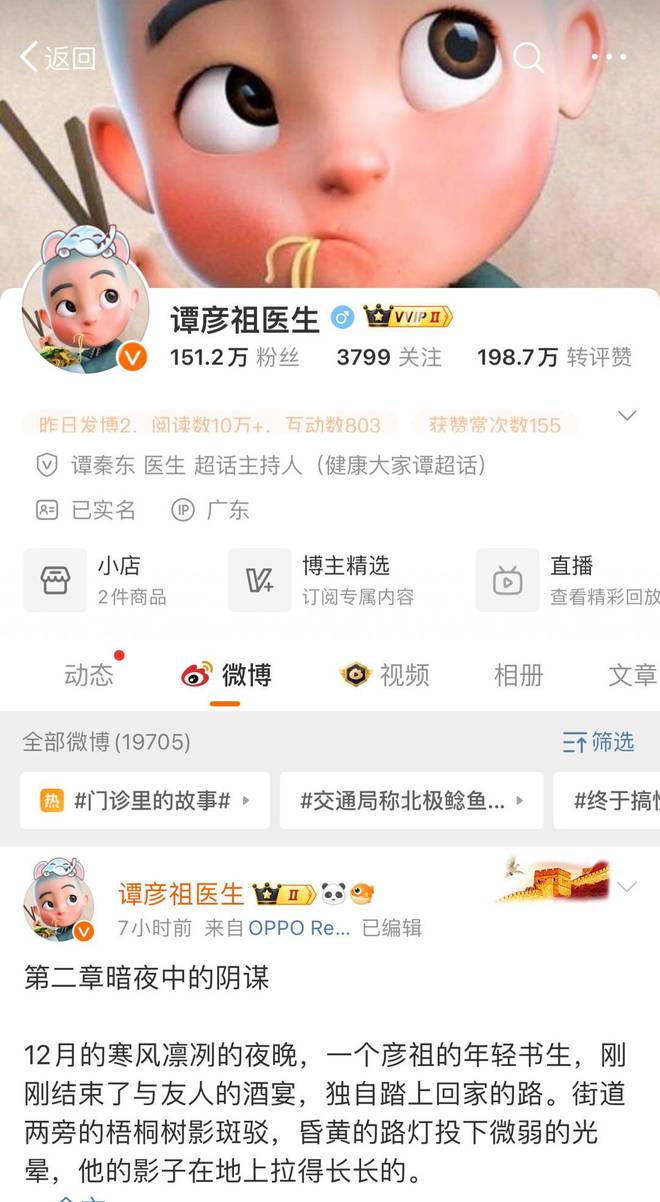 返回
谭彦祖医生 VVIP II
151.2万 粉丝 3799 关注 198.7万 转评赞
昨日发博2，阅读数10万+，互动数803 获赞赏次数155
谭秦东 医生 超话主持人（健康大家谭超话）
已实名 IP 广东
小店 博主精选 直播
2件商品 订阅专属内容 查看精彩回放
动态 微博 视频 相册 文章
全部微博(19705) 筛选
热 #门诊里的故事# #交通局称北极鲶鱼... #终于搞
谭彦祖医生 II
7小时前 来自 OPPO Re... 已编辑
第二章暗夜中的阴谋
12月的寒风凛冽的夜晚，一个彦祖的年轻书生，刚
刚结束了与友人的酒宴，独自踏上回家的路。街道
两旁的梧桐树影斑驳，昏黄的路灯投下微弱的光
晕，他的影子在地上拉得长长的。